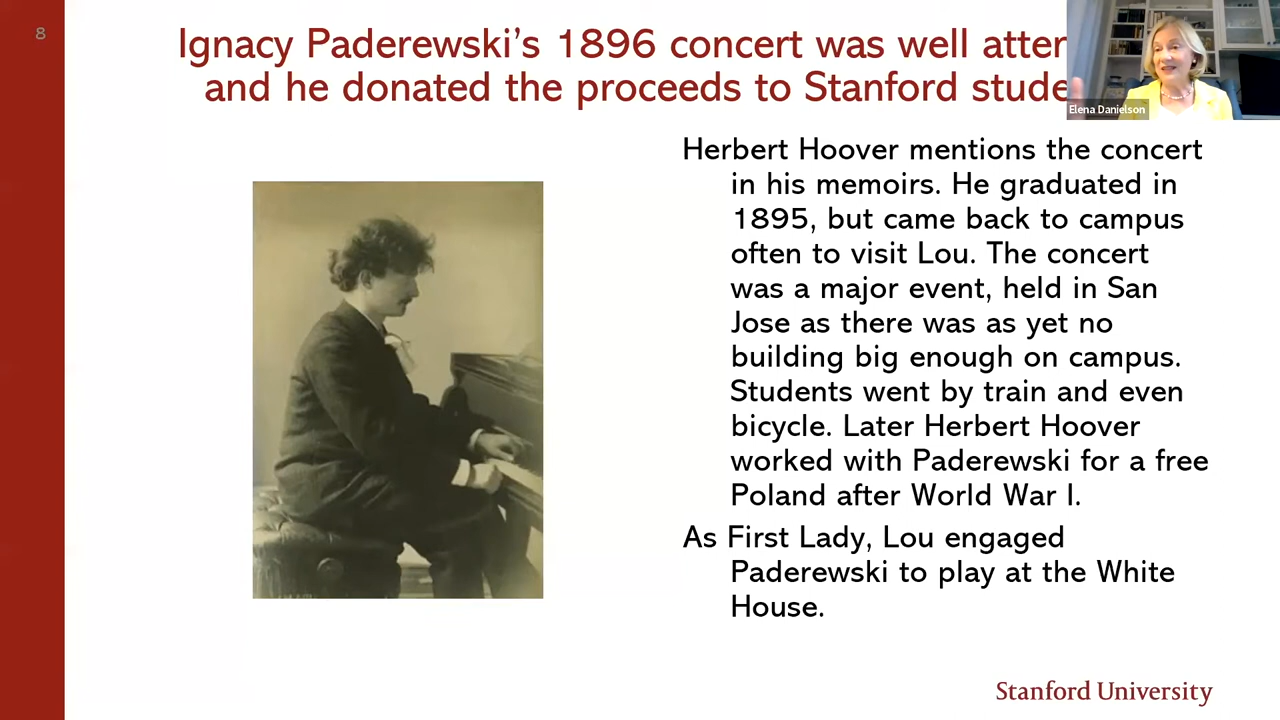 8
Ignacy Paderewski’s 1896 concert was well
and he donated the proceeds to Stanford
Elena Danielson
Herbert Hoover mentions the concert
in his memoirs. He graduated in
1895, but came back to campus
often to visit Lou. The concert
was a major event, held in San
Jose as there was as yet no
building big enough on campus.
Students went by train and even
bicycle. Later Herbert Hoover
worked with Paderewski for a free
Poland after World War I.
As First Lady, Lou engaged
Paderewski to play at the White
House.
Stanford University